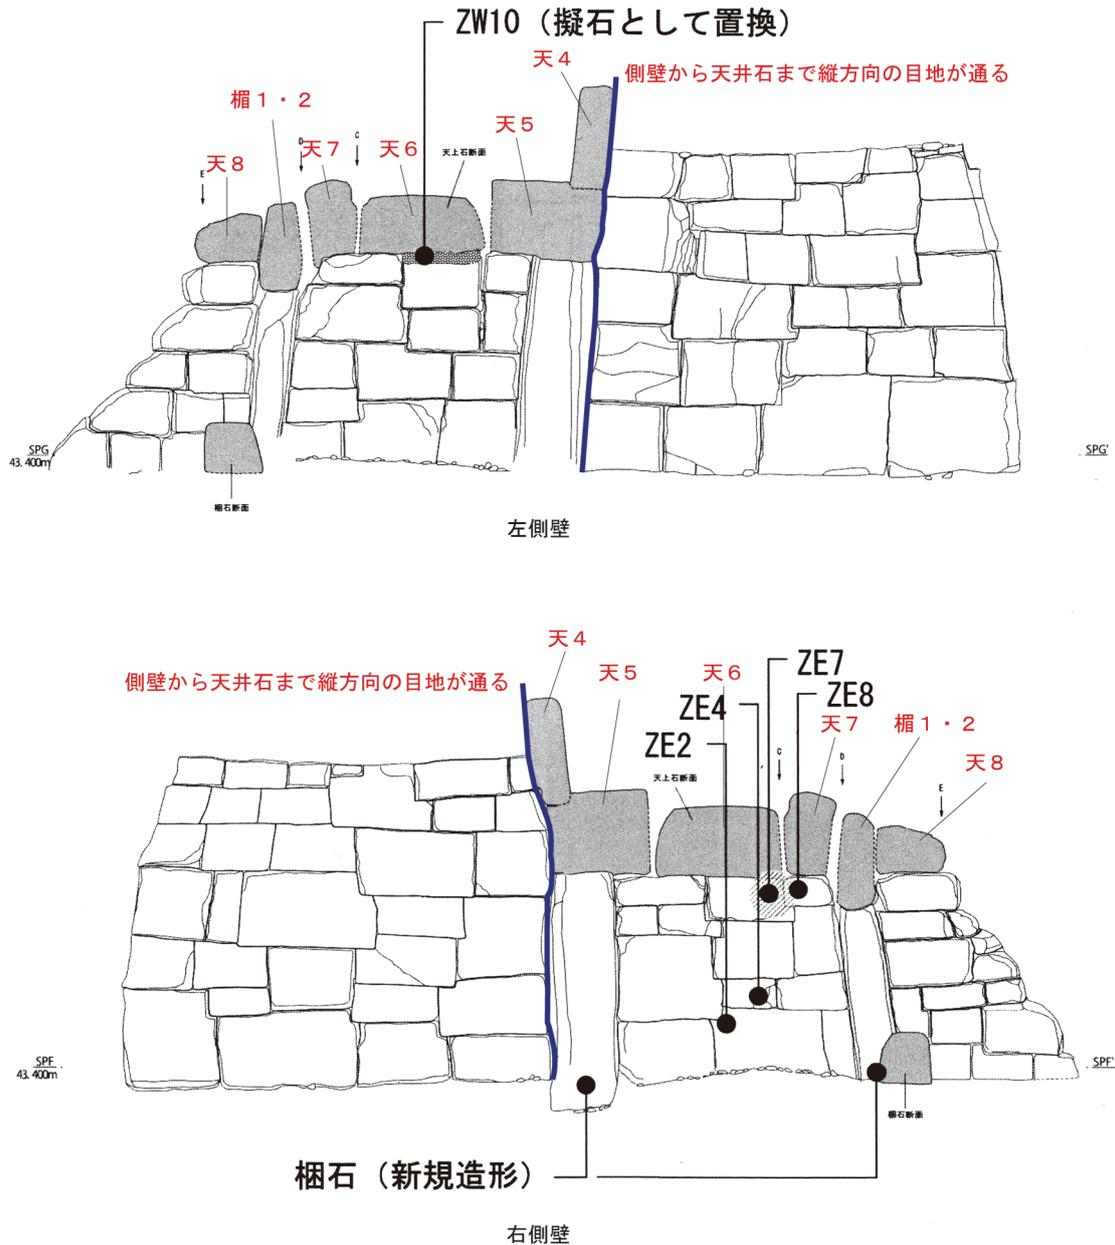 ZW10（擬石として置換）
天４
側壁から天井石まで縦方向の目地が通る
楣１・２
天５
D
C
天８
天７
天６
天上石断面
E
SPG
43.400m
SPG'
梱石断面
左側壁
天４
側壁から天井石まで縦方向の目地が通る
天５
天６
ZE7
ZE4
ZE8
ZE2
天７
楣１・２
天８
天上石断面
C
D
E
SPF
43.400m
SPF'
梱石断面
梱石（新規造形）
右側壁